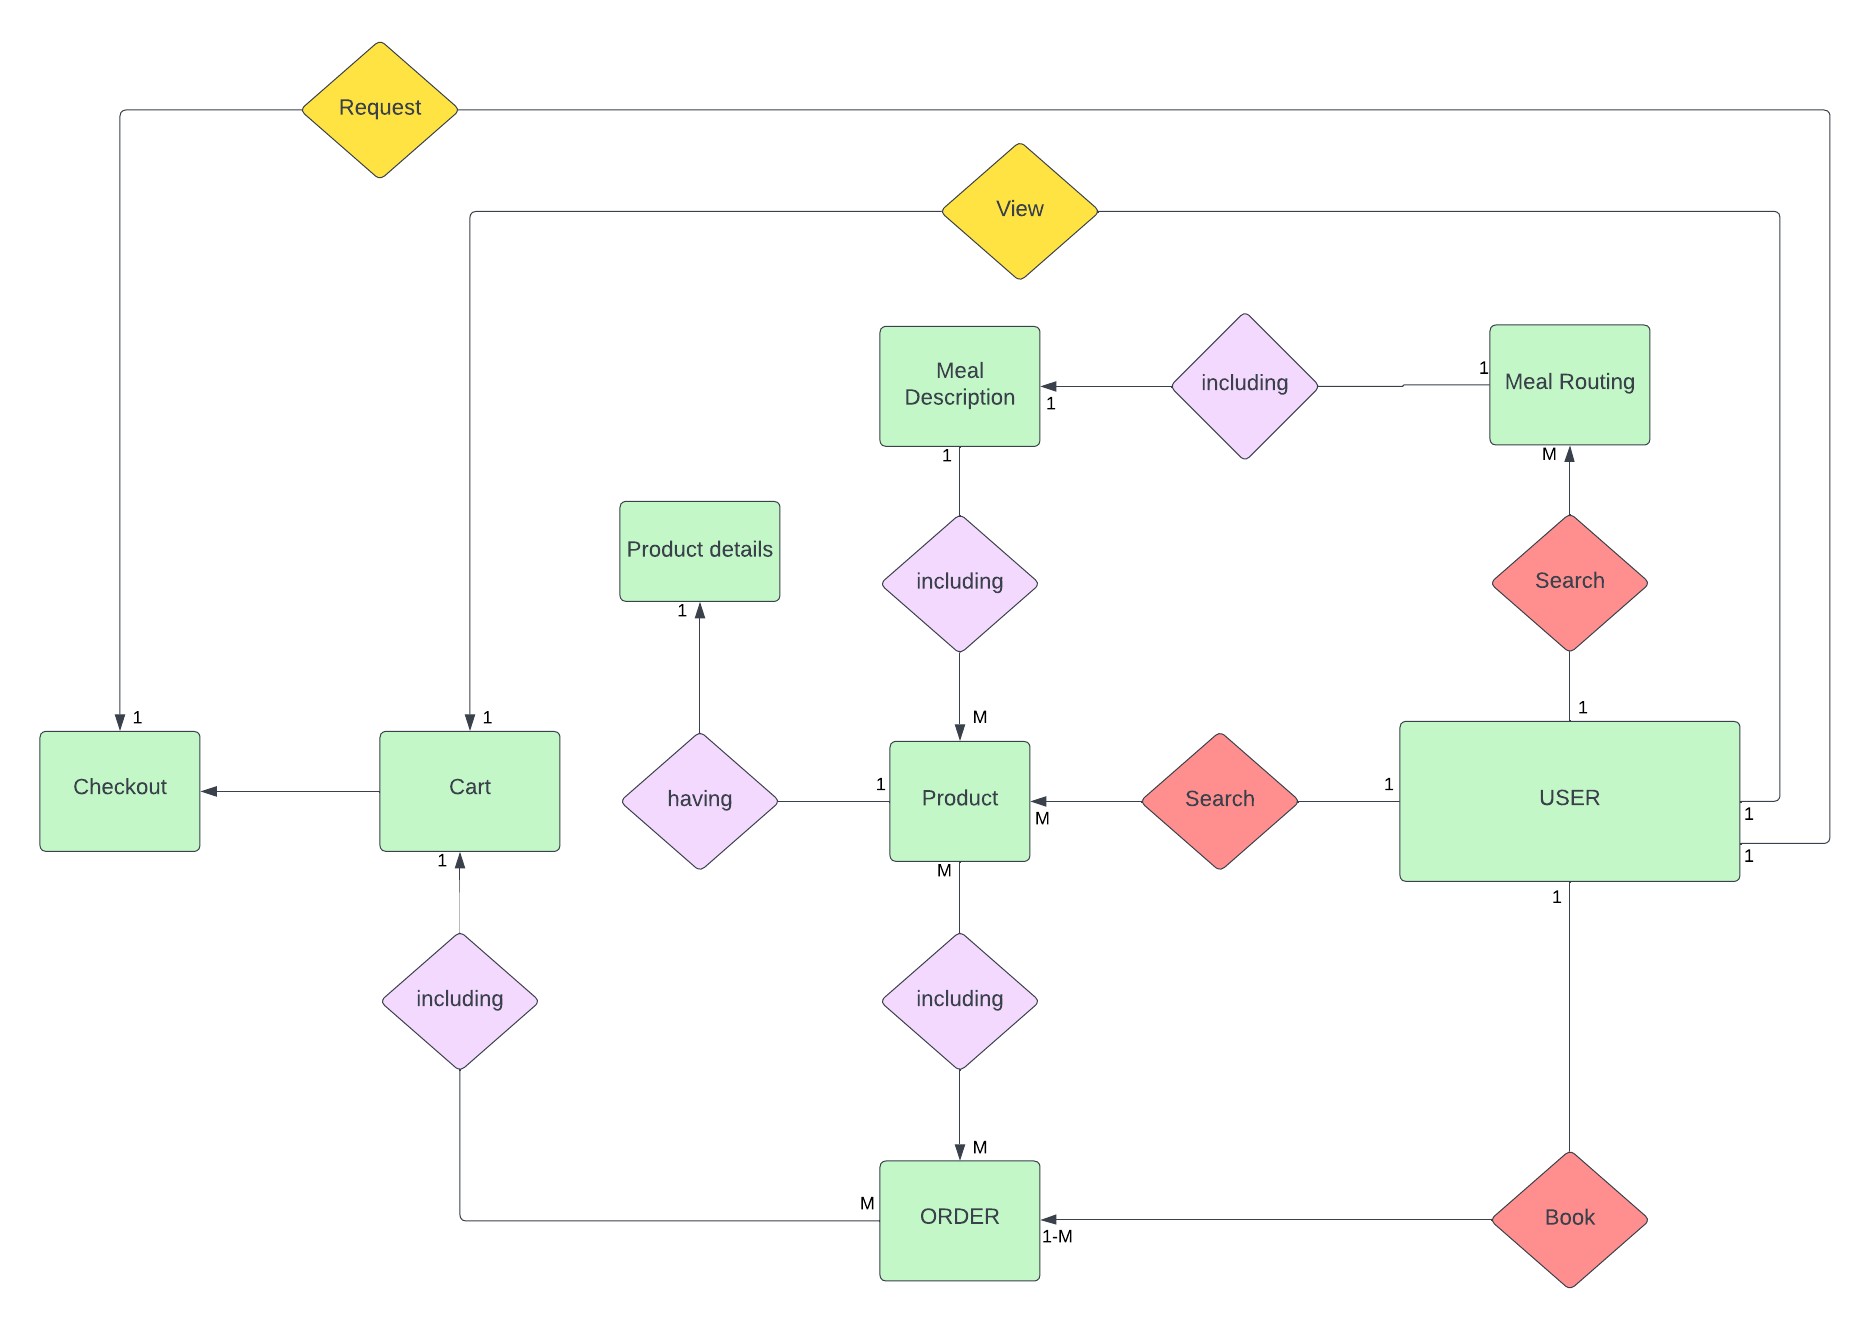 Request
View
Meal
Description
including
Meal Routing
1
1
1
M
Product details
including
Search
1
1
1
1
M
Checkout
Cart
having
1
Product
M
Search
1
USER
1
1
1
M
1
including
including
M
M
ORDER
1-M
Book